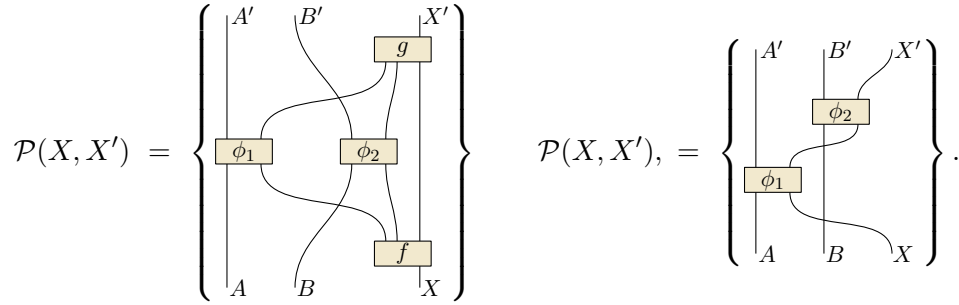 A' B' X' g
A' B' X'
ϕ₂
𝒫(X, X′) = { ϕ₁ ϕ₂ } 𝒫(X, X′), = { ϕ₁ } .
f
A B X
A B X